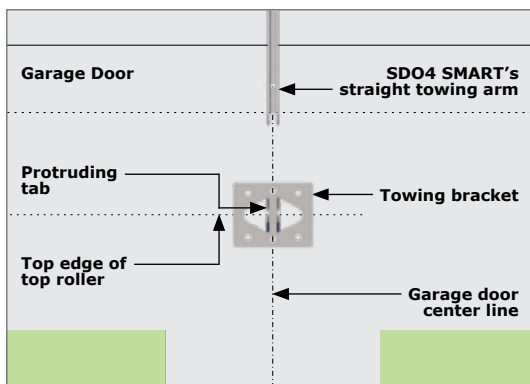 Garage Door
SDO4 SMART’s
straight towing arm
Protruding
tab
Towing bracket
Top edge of
top roller
Garage door
center line